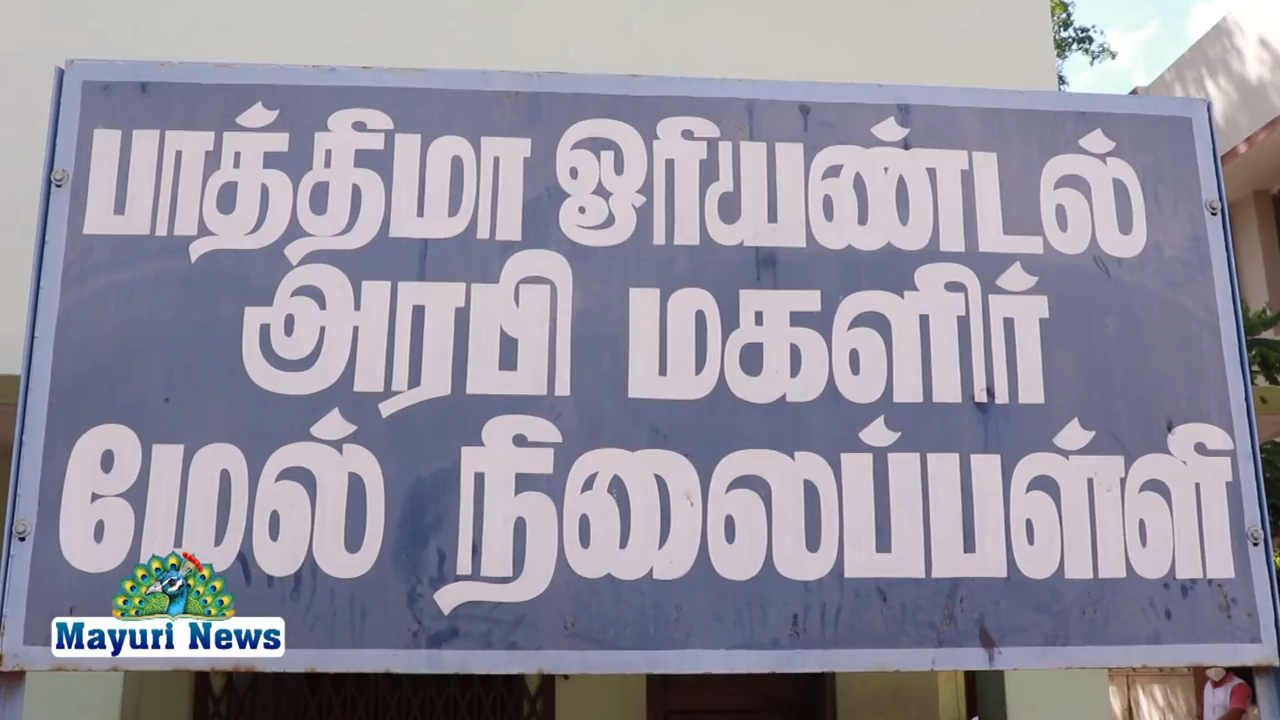 பாத்திமா ஓரியண்டல்
அரபி மகளிர்
மேல் நிலைப்பள்ளி
Mayuri News